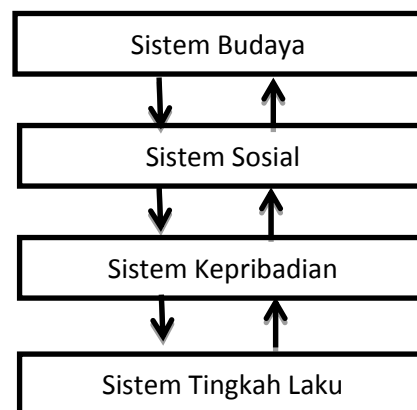 Sistem Budaya
Sistem Sosial
Sistem Kepribadian
Sistem Tingkah Laku